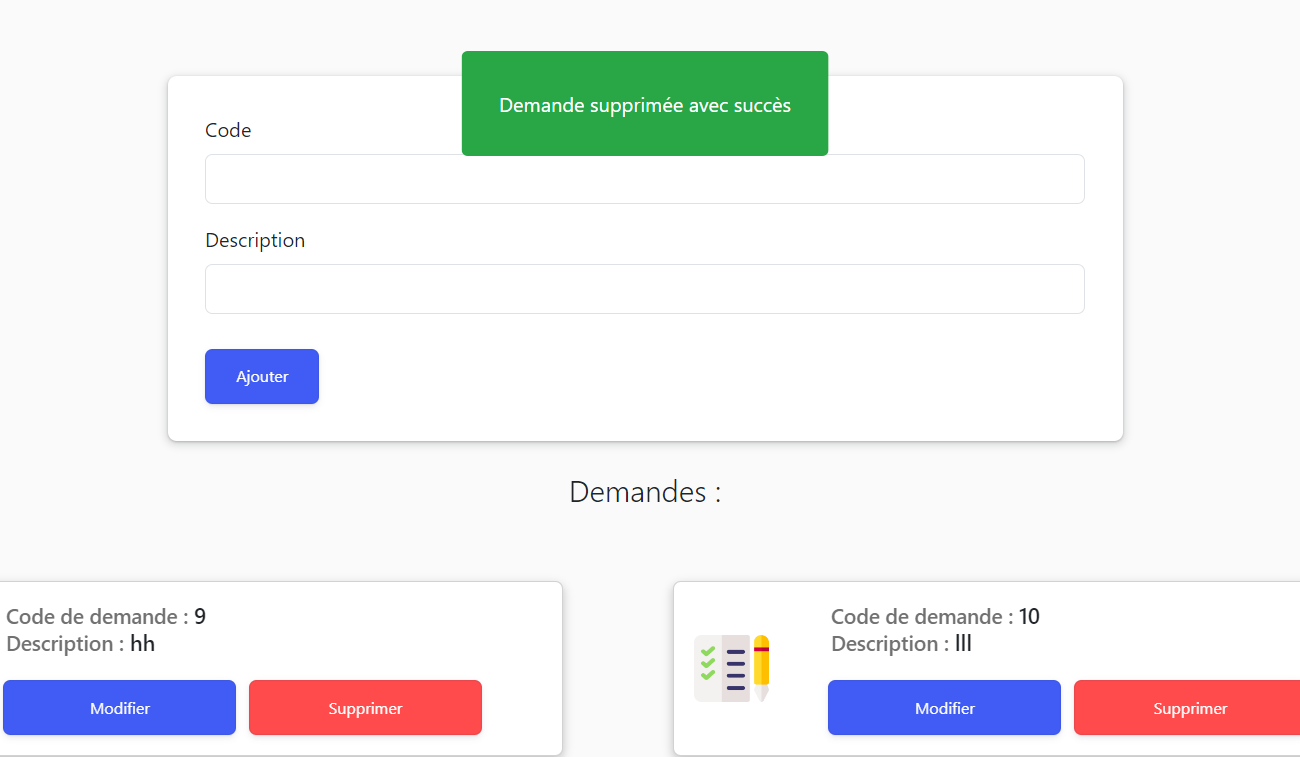 Demande supprimée avec succès
Code
Description
Ajouter
Demandes :
Code de demande : 9
Description : hh
Modifier Supprimer
Code de demande : 10
Description : lll
Modifier Supprimer